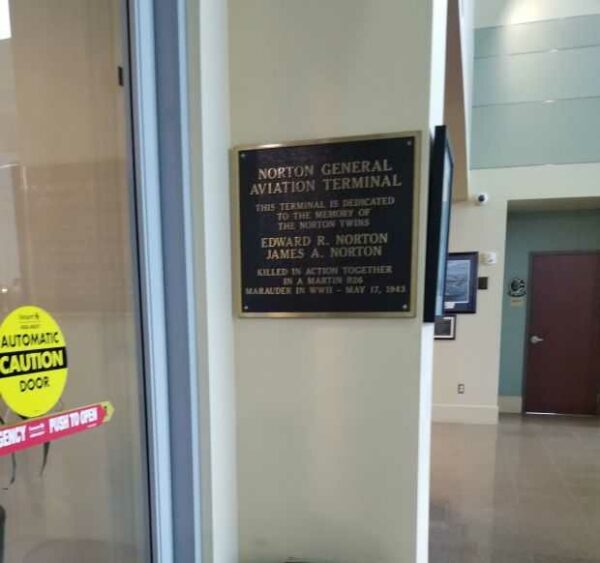 NORTON GENERAL
AVIATION TERMINAL
THIS TERMINAL IS DEDICATED
TO THE MEMORY OF
THE NORTON TWINS
EDWARD R. NORTON
JAMES A. NORTON
KILLED IN ACTION TOGETHER
IN A MARTIN B26
MARAUDER IN WWII - MAY 17, 1943
AUTOMATIC
CAUTION
DOOR
PUSH TO OPEN